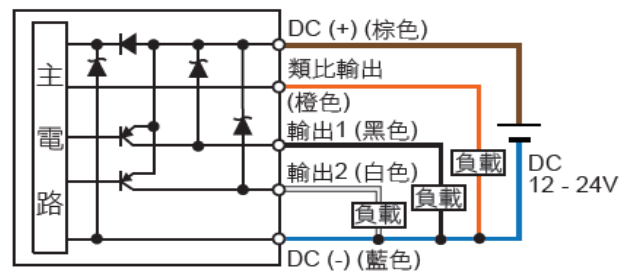 主
電
路
DC (+) (棕色)
類比輸出
(橙色)
輸出1 (黑色)
輸出2 (白色)
負載
負載
負載
DC
12 - 24V
DC (-) (藍色)